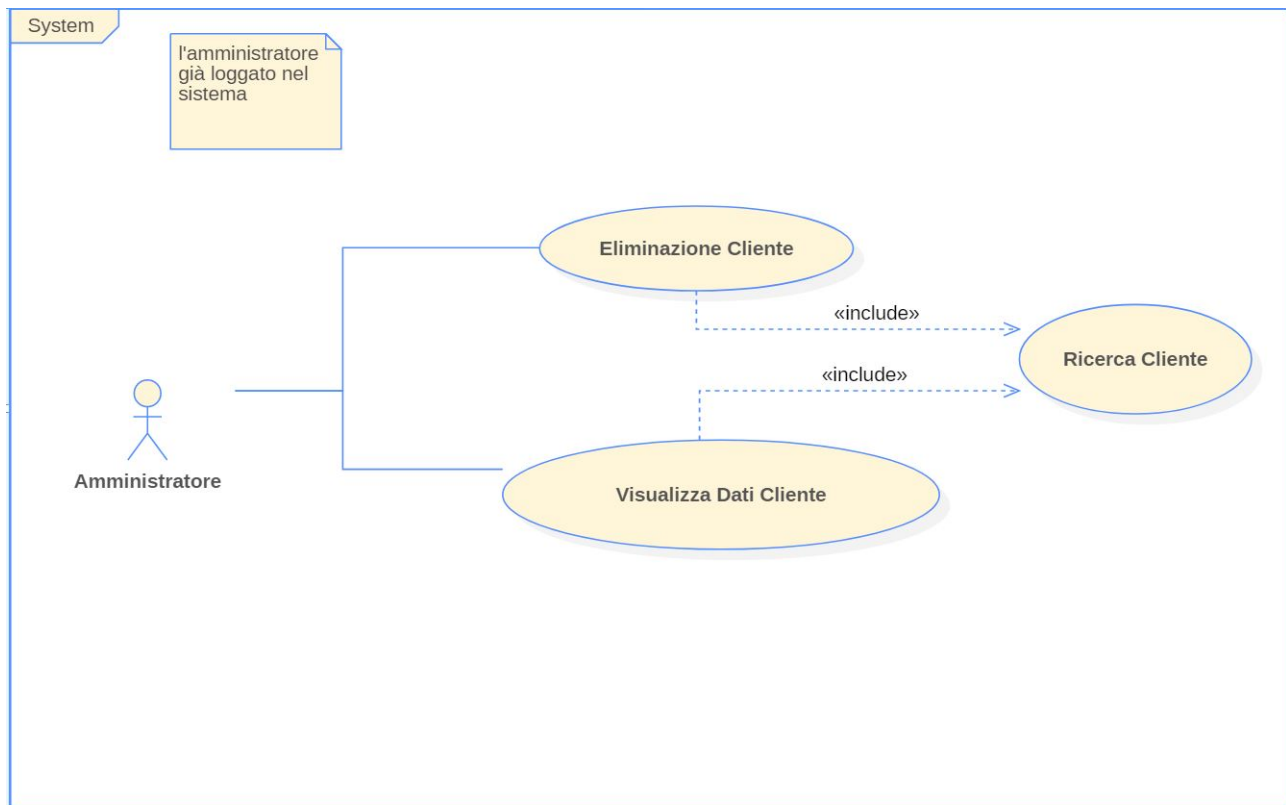 System
l'amministratore
già loggato nel
sistema
Eliminazione Cliente
«include»
Ricerca Cliente
«include»
Amministratore
Visualizza Dati Cliente